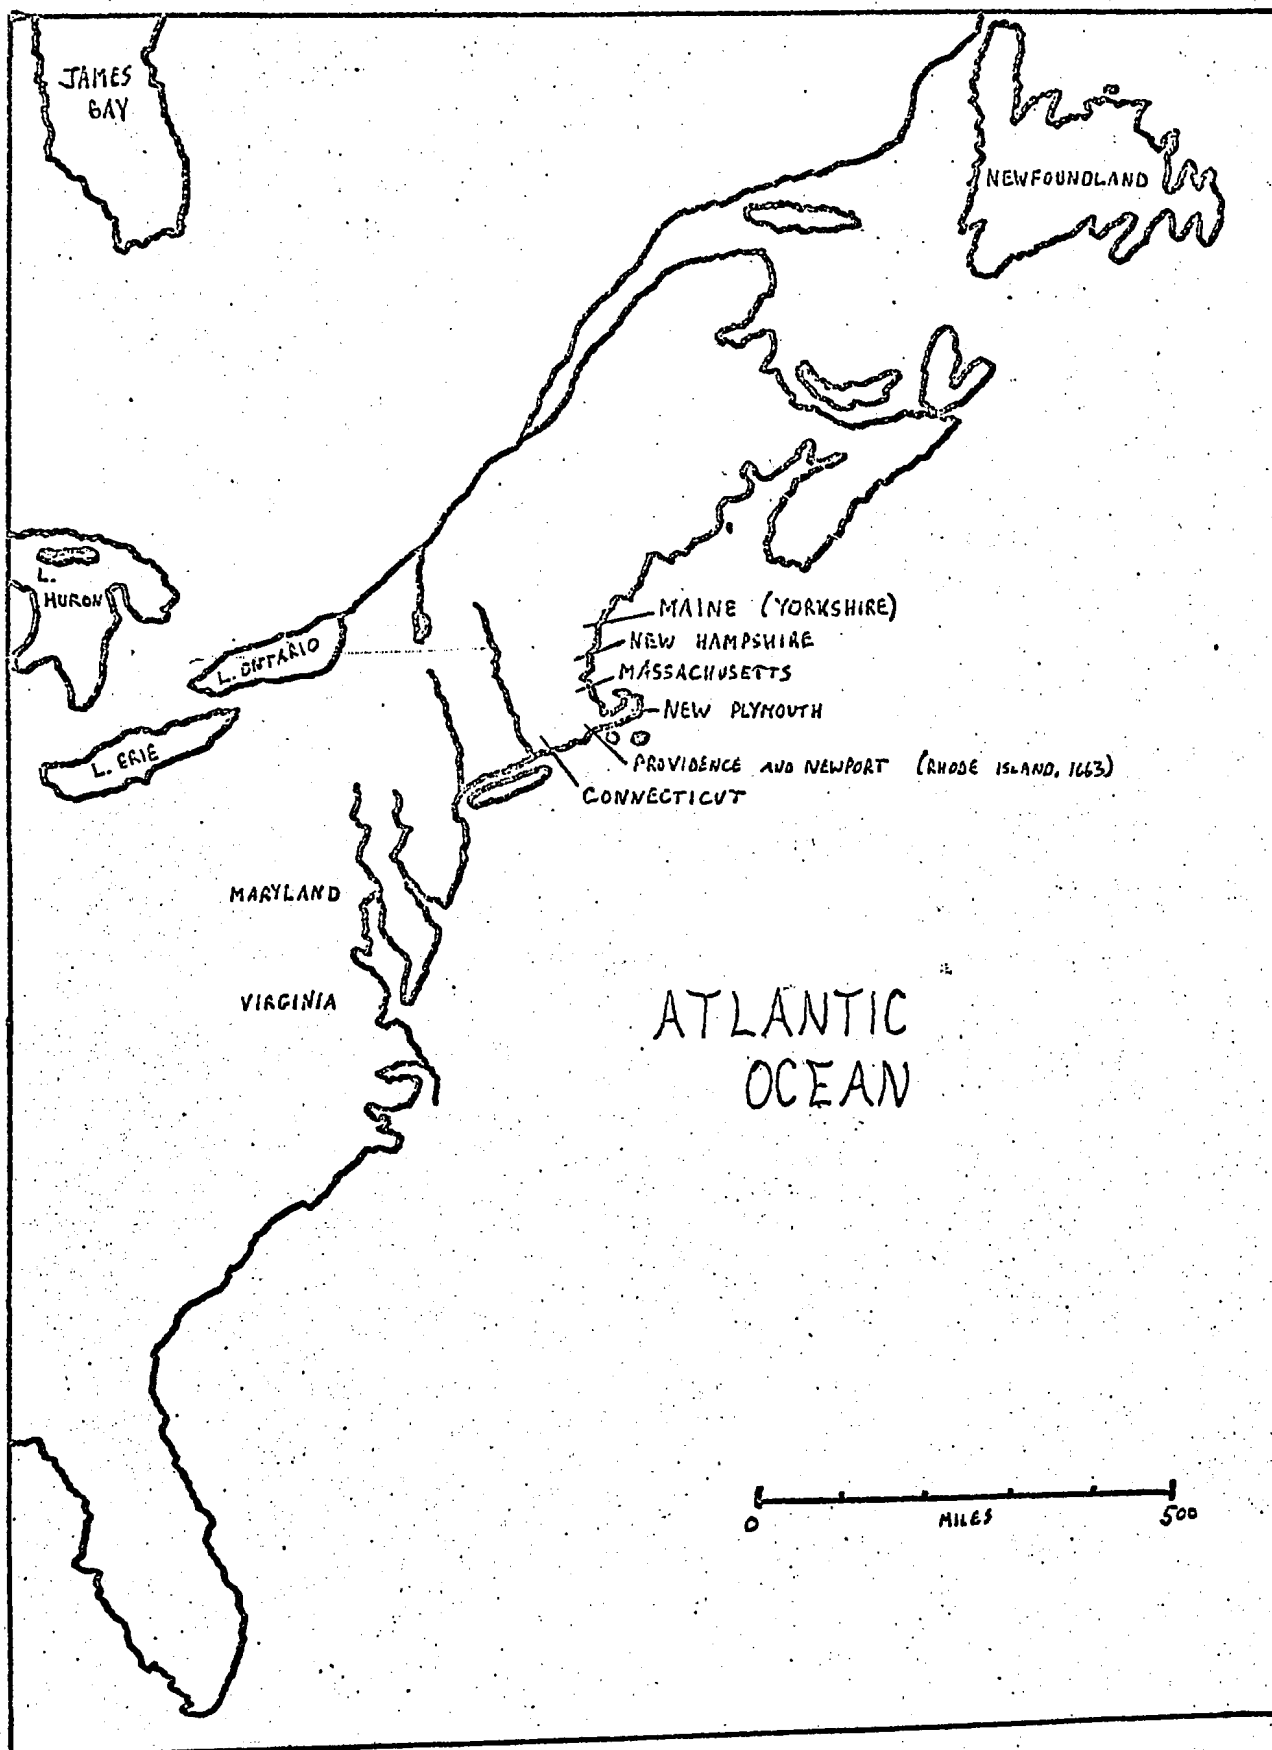 JAMES
BAY
NEWFOUNDLAND
L.
HURON
L. ONTARIO
L. ERIE
MAINE (YORKSHIRE)
NEW HAMPSHIRE
MASSACHUSETTS
NEW PLYMOUTH
PROVIDENCE AND NEWPORT (RHODE ISLAND, 1663)
CONNECTICUT
MARYLAND
VIRGINIA
ATLANTIC
OCEAN
0 MILES 500